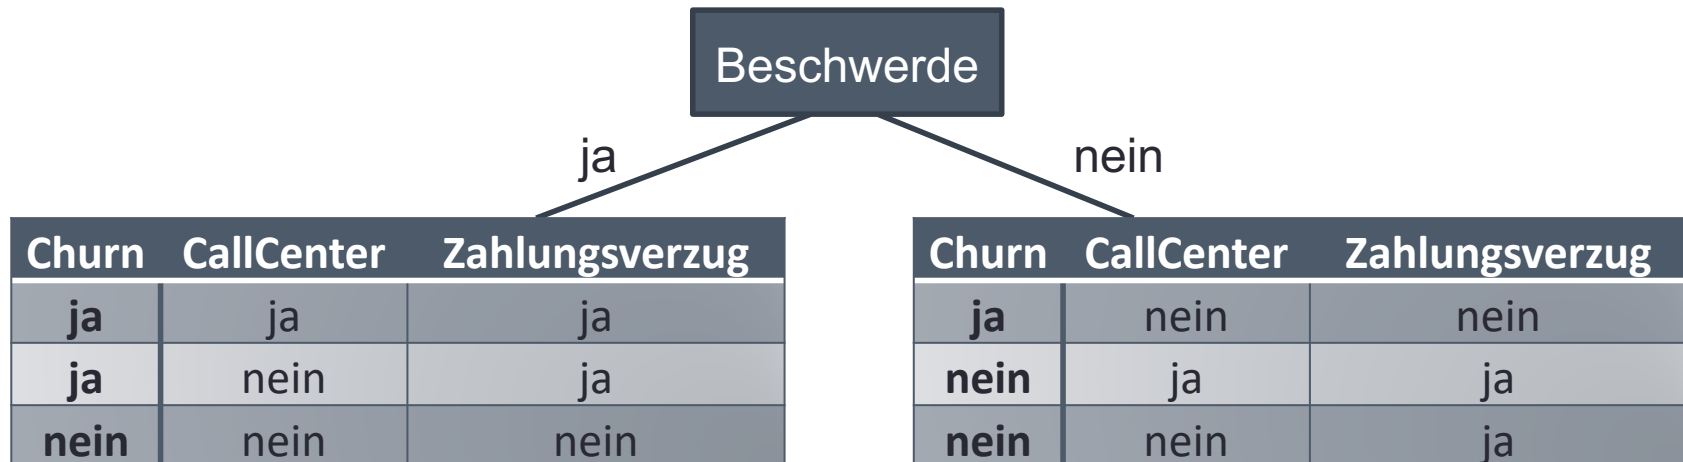 Beschwerde
ja nein
Churn CallCenter Zahlungsverzug
ja ja ja
ja nein ja
nein nein nein
Churn CallCenter Zahlungsverzug
ja nein nein
nein ja ja
nein nein ja